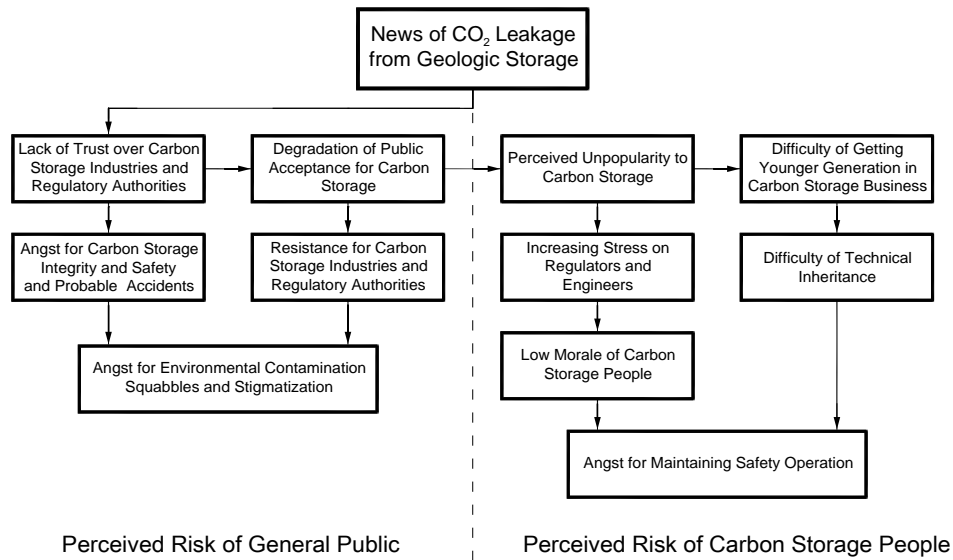 News of CO₂ Leakage
from Geologic Storage
Lack of Trust over Carbon
Storage Industries and
Regulatory Authorities
Degradation of Public
Acceptance for Carbon
Storage
Perceived Unpopularity to
Carbon Storage
Difficulty of Getting
Younger Generation in
Carbon Storage Business
Angst for Carbon Storage
Integrity and Safety
and Probable Accidents
Resistance for Carbon
Storage Industries and
Regulatory Authorities
Increasing Stress on
Regulators and
Engineers
Difficulty of Technical
Inheritance
Angst for Environmental Contamination
Squabbles and Stigmatization
Low Morale of Carbon
Storage People
Angst for Maintaining Safety Operation
Perceived Risk of General Public
Perceived Risk of Carbon Storage People